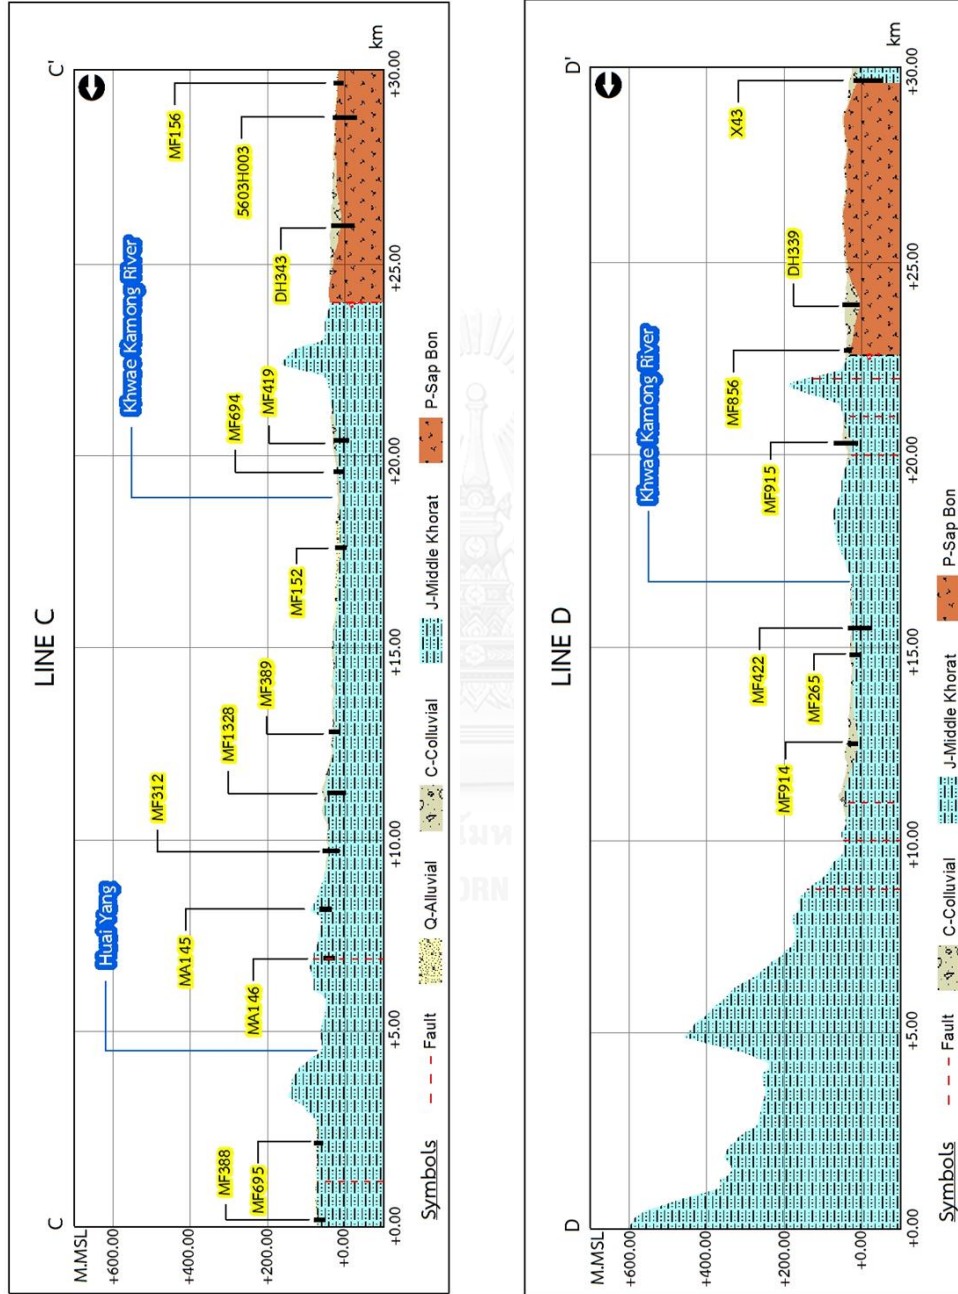 LINE C
C
C'
M.MSL
+600.00
+400.00
+200.00
+0.00
Huai Yang
Khwae Kamong River
MF388
MF695
MA146
MA145
MF312
MF1328
MF389
MF152
MF694
MF419
DH343
5603H003
MF156
+0.00
+5.00
+10.00
+15.00
+20.00
+25.00
+30.00
km
Symbols
Fault
Q-Alluvial
C-Colluvial
J-Middle Khorat
P-Sap Bon
LINE D
D
D'
M.MSL
+600.00
+400.00
+200.00
+0.00
Khwae Kamong River
MF914
MF265
MF422
MF915
MF856
DH339
X43
+0.00
+5.00
+10.00
+15.00
+20.00
+25.00
+30.00
km
Symbols
Fault
C-Colluvial
J-Middle Khorat
P-Sap Bon